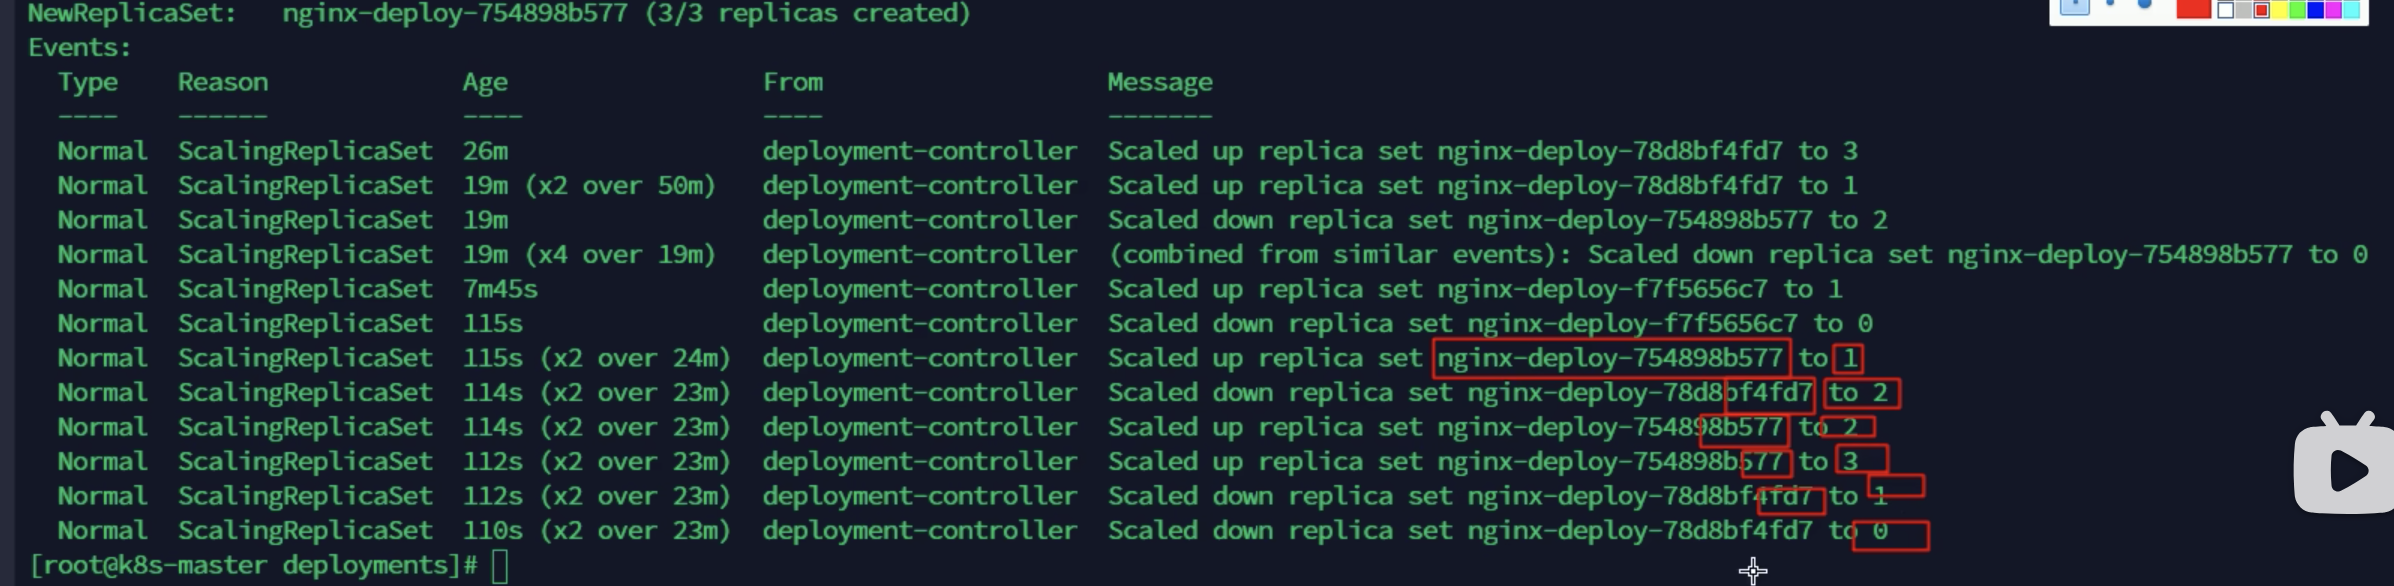 NewReplicaSet:   nginx-deploy-754898b577 (3/3 replicas created)
Events:
  Type    Reason             Age                 From                   Message
  ----    ------             ----                ----                   -------
  Normal  ScalingReplicaSet  26m                 deployment-controller  Scaled up replica set nginx-deploy-78d8bf4fd7 to 3
  Normal  ScalingReplicaSet  19m (x2 over 50m)   deployment-controller  Scaled up replica set nginx-deploy-78d8bf4fd7 to 1
  Normal  ScalingReplicaSet  19m                 deployment-controller  Scaled down replica set nginx-deploy-754898b577 to 2
  Normal  ScalingReplicaSet  19m (x4 over 19m)   deployment-controller  (combined from similar events): Scaled down replica set nginx-deploy-754898b577 to 0
  Normal  ScalingReplicaSet  7m45s               deployment-controller  Scaled up replica set nginx-deploy-f7f5656c7 to 1
  Normal  ScalingReplicaSet  115s                deployment-controller  Scaled down replica set nginx-deploy-f7f5656c7 to 0
  Normal  ScalingReplicaSet  115s (x2 over 24m)  deployment-controller  Scaled up replica set nginx-deploy-754898b577 to 1
  Normal  ScalingReplicaSet  114s (x2 over 23m)  deployment-controller  Scaled down replica set nginx-deploy-78d8bf4fd7 to 2
  Normal  ScalingReplicaSet  114s (x2 over 23m)  deployment-controller  Scaled up replica set nginx-deploy-754898b577 to 2
  Normal  ScalingReplicaSet  112s (x2 over 23m)  deployment-controller  Scaled up replica set nginx-deploy-754898b577 to 3
  Normal  ScalingReplicaSet  112s (x2 over 23m)  deployment-controller  Scaled down replica set nginx-deploy-78d8bf4fd7 to 1
  Normal  ScalingReplicaSet  110s (x2 over 23m)  deployment-controller  Scaled down replica set nginx-deploy-78d8bf4fd7 to 0
[root@k8s-master deployments]#